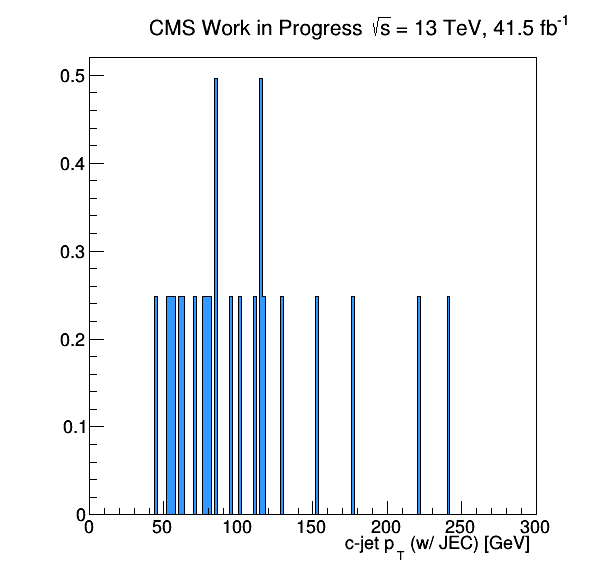 CMS Work in Progress √s = 13 TeV, 41.5 fb⁻¹
0.5
0.4
0.3
0.2
0.1
0
0 50 100 150 200 250 300
c-jet p_T (w/ JEC) [GeV]